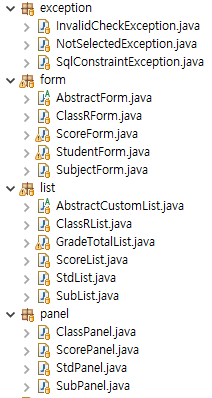 exception
InvalidCheckException.java
NotSelectedException.java
SqlConstraintException.java
form
AbstractForm.java
ClassRForm.java
ScoreForm.java
StudentForm.java
SubjectForm.java
list
AbstractCustomList.java
ClassRList.java
GradeTotalList.java
ScoreList.java
StdList.java
SubList.java
panel
ClassPanel.java
ScorePanel.java
StdPanel.java
SubPanel.java